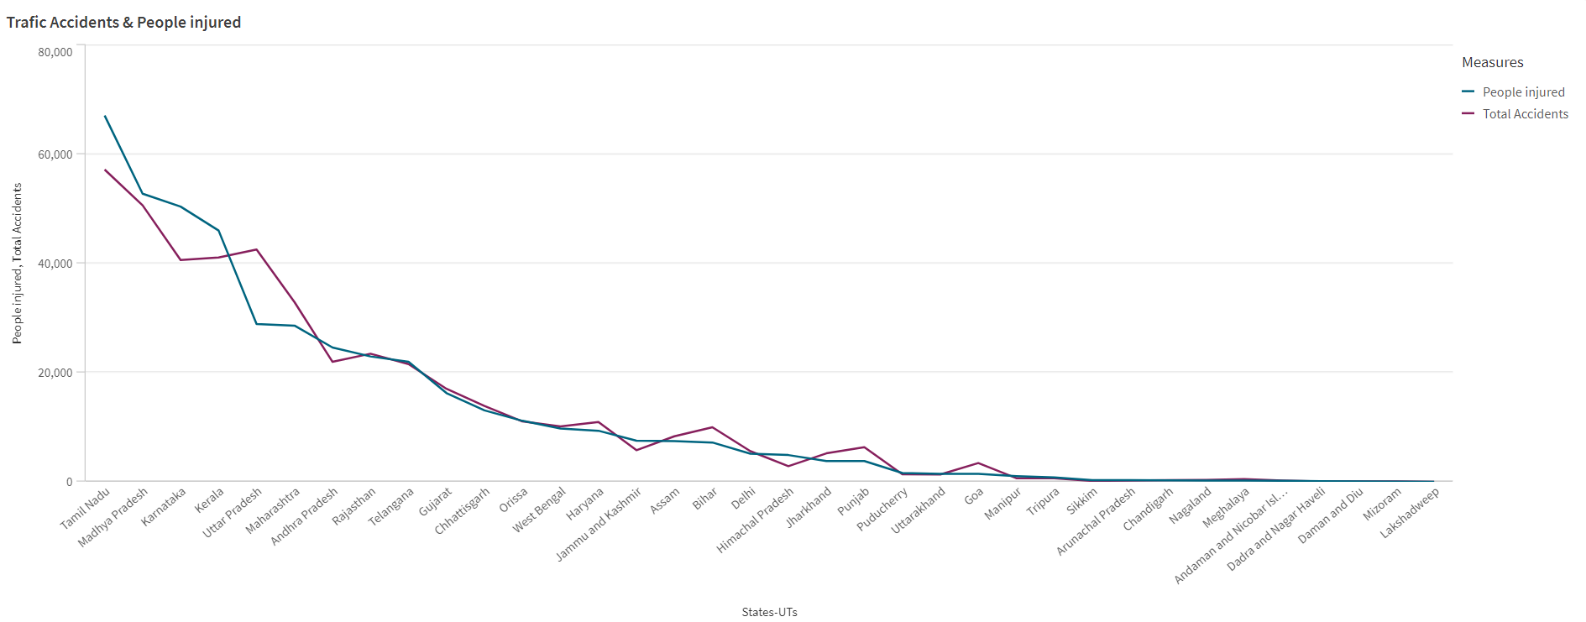 Trafic Accidents & People injured
80,000
60,000
40,000
20,000
0
People injured, Total Accidents
Measures
People injured
Total Accidents
Tamil Nadu
Madhya Pradesh
Karnataka
Kerala
Uttar Pradesh
Maharashtra
Andhra Pradesh
Rajasthan
Telangana
Gujarat
Chhattisgarh
Orissa
West Bengal
Haryana
Jammu and Kashmir
Assam
Bihar
Delhi
Himachal Pradesh
Jharkhand
Punjab
Puducherry
Uttarakhand
Goa
Manipur
Tripura
Sikkim
Arunachal Pradesh
Chandigarh
Nagaland
Meghalaya
Andaman and Nicobar Isl...
Dadra and Nagar Haveli
Daman and Diu
Mizoram
Lakshadweep
States-UTs